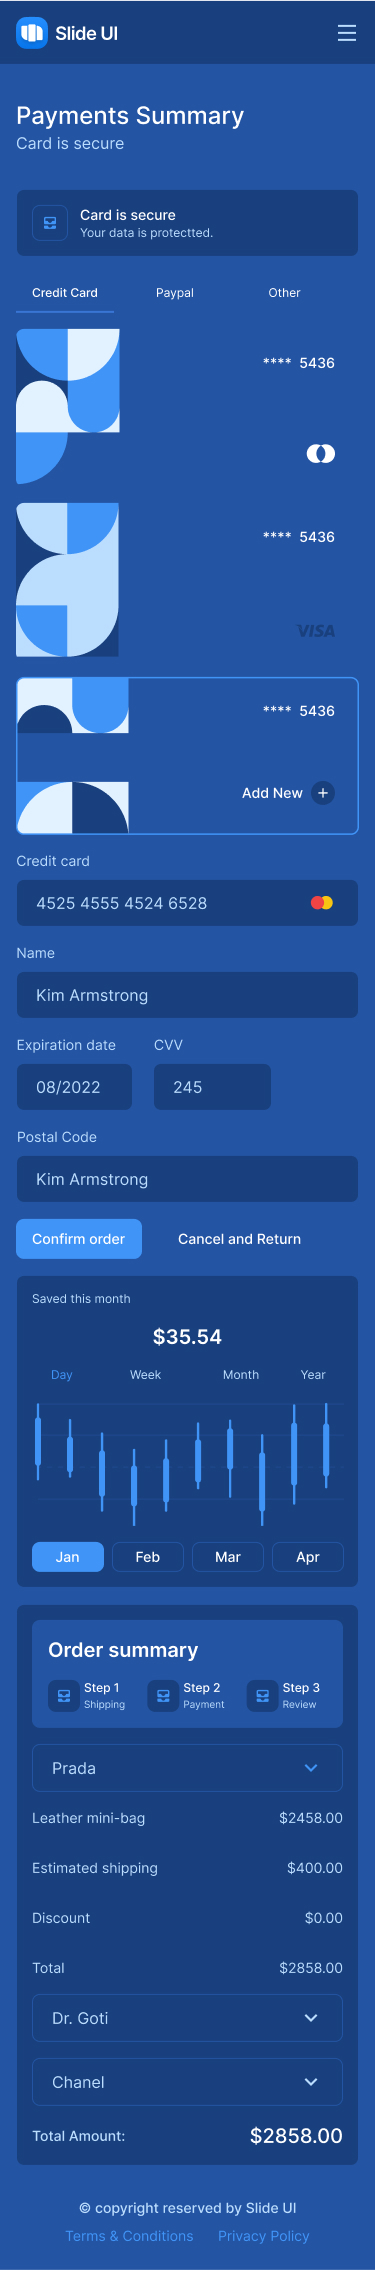 Slide UI
Payments Summary
Card is secure
Card is secure
Your data is protectted.
Credit Card Paypal Other
**** 5436
**** 5436
VISA
**** 5436
Add New
Credit card
4525 4555 4524 6528
Name
Kim Armstrong
Expiration date CVV
08/2022 245
Postal Code
Kim Armstrong
Confirm order Cancel and Return
Saved this month
$35.54
Day Week Month Year
Jan Feb Mar Apr
Order summary
Step 1 Step 2 Step 3
Shipping Payment Review
Prada
Leather mini-bag $2458.00
Estimated shipping $400.00
Discount $0.00
Total $2858.00
Dr. Goti
Chanel
Total Amount: $2858.00
© copyright reserved by Slide UI
Terms & Conditions Privacy Policy